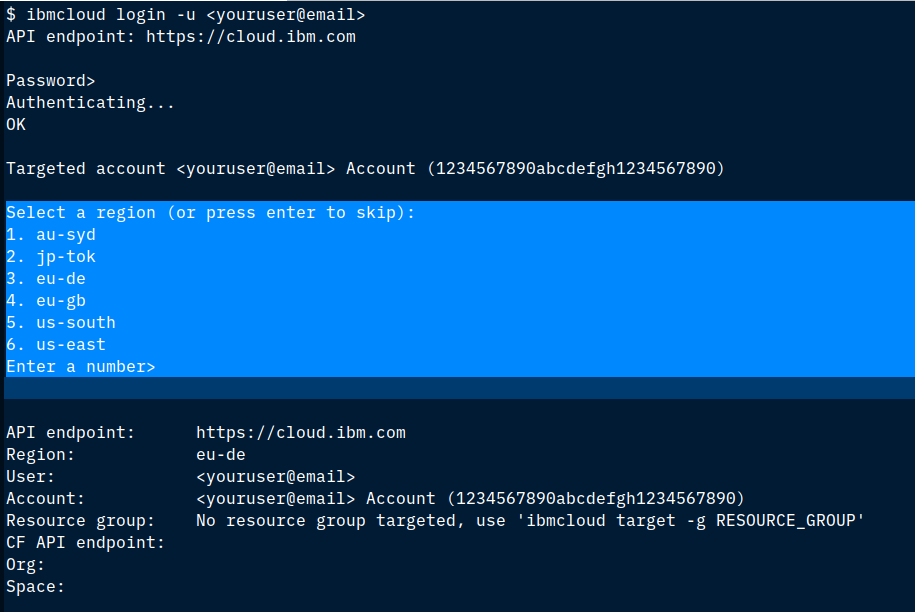 $ ibmcloud login -u <youruser@email>
API endpoint: https://cloud.ibm.com
Password>
Authenticating...
OK
Targeted account <youruser@email> Account (1234567890abcdefgh1234567890)
Select a region (or press enter to skip):
1. au-syd
2. jp-tok
3. eu-de
4. eu-gb
5. us-south
6. us-east
Enter a number>
API endpoint:      https://cloud.ibm.com
Region:            eu-de
User:              <youruser@email>
Account:           <youruser@email> Account (1234567890abcdefgh1234567890)
Resource group:    No resource group targeted, use 'ibmcloud target -g RESOURCE_GROUP'
CF API endpoint:
Org:
Space: